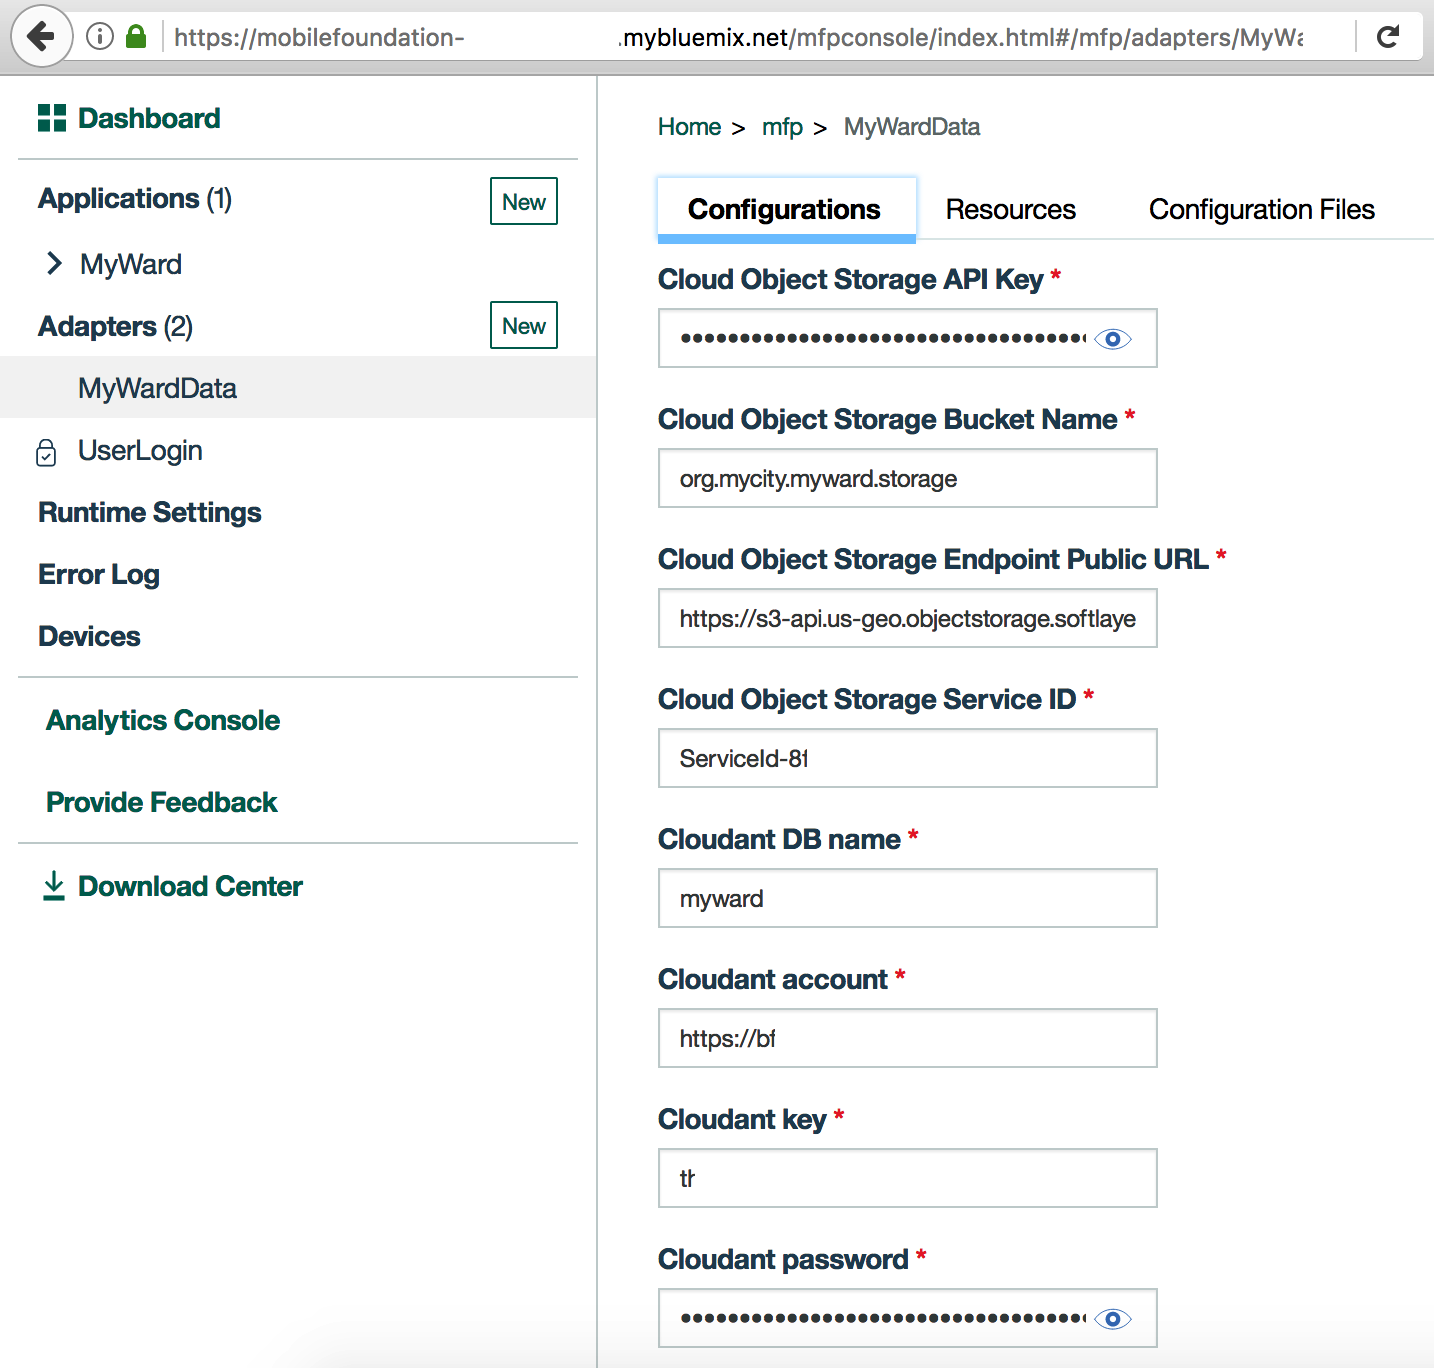 https://mobilefoundation- .mybluemix.net/mfpconsole/index.html#/mfp/adapters/MyWa
Dashboard
Applications (1)
New
MyWard
Adapters (2)
New
MyWardData
UserLogin
Runtime Settings
Error Log
Devices
Analytics Console
Provide Feedback
Download Center
Home > mfp > MyWardData
Configurations Resources Configuration Files
Cloud Object Storage API Key *
Cloud Object Storage Bucket Name *
org.mycity.myward.storage
Cloud Object Storage Endpoint Public URL *
https://s3-api.us-geo.objectstorage.softlaye
Cloud Object Storage Service ID *
ServiceId-8f
Cloudant DB name *
myward
Cloudant account *
https://bf
Cloudant key *
th
Cloudant password *